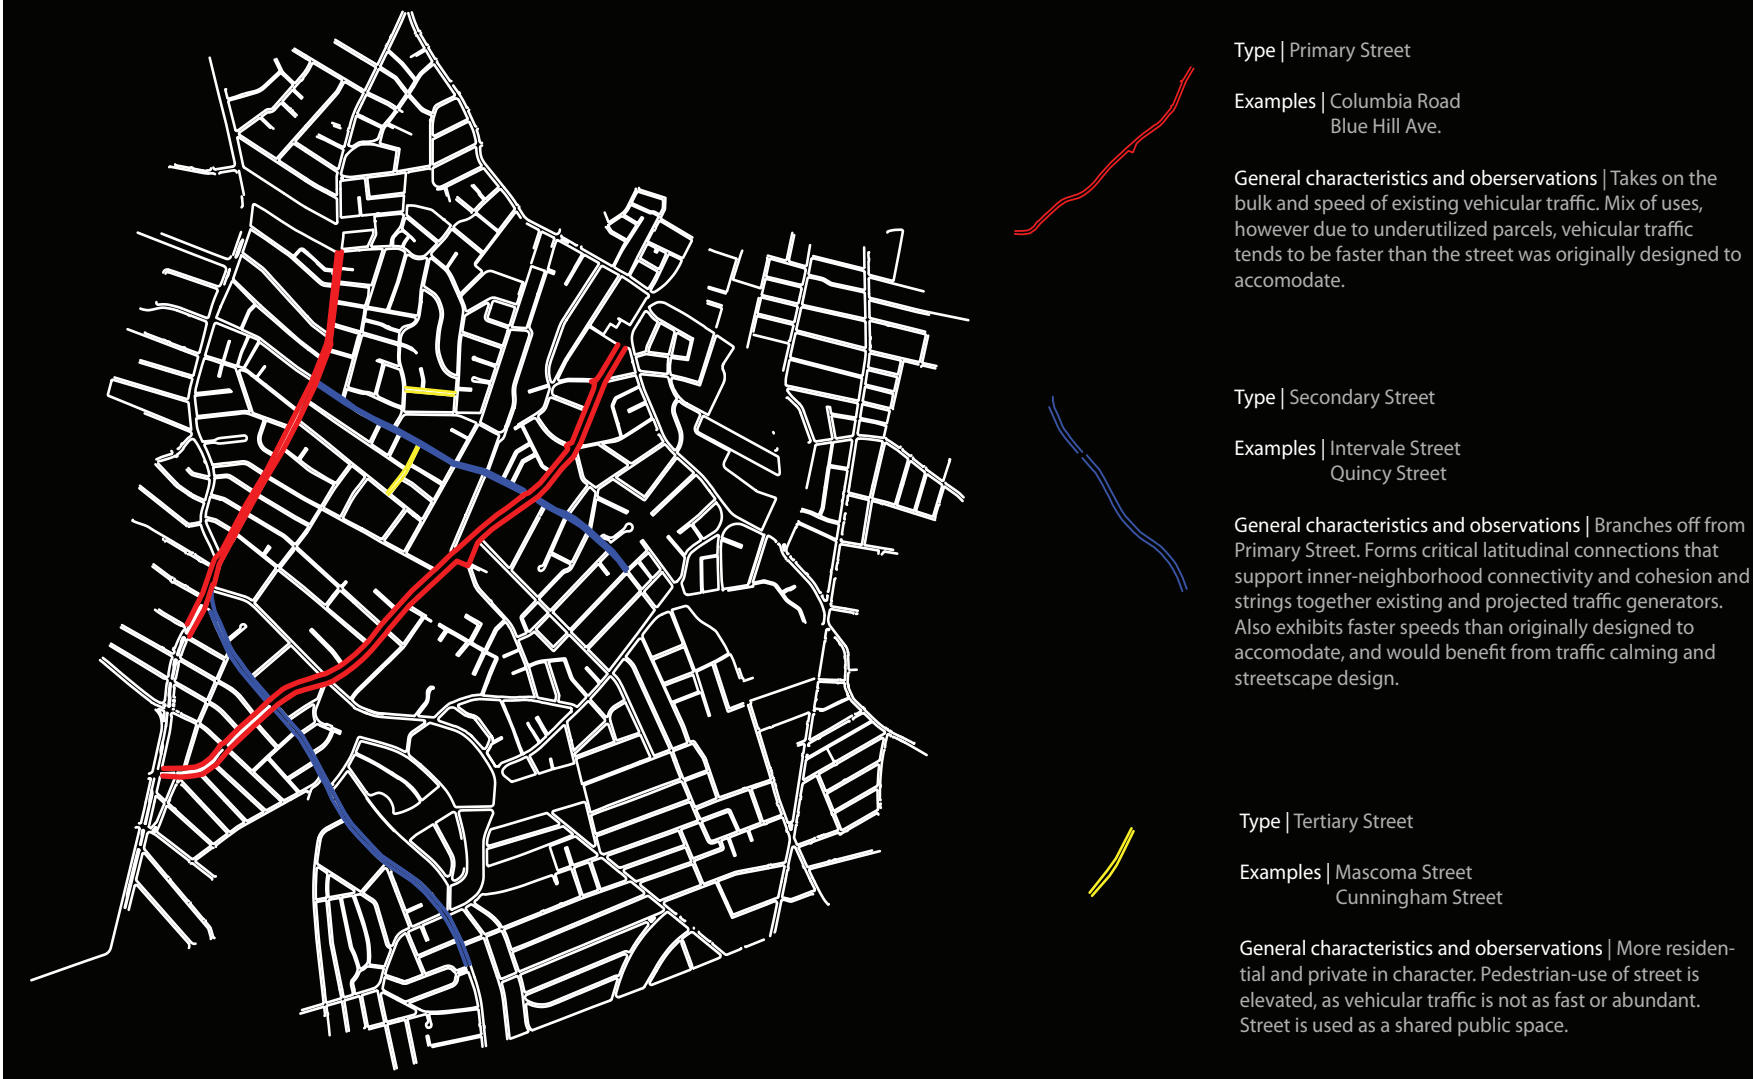 Type | Primary Street
Examples | Columbia Road
Blue Hill Ave.
General characteristics and oberservations | Takes on the
bulk and speed of existing vehicular traffic. Mix of uses,
however due to underutilized parcels, vehicular traffic
tends to be faster than the street was originally designed to
accomodate.
Type | Secondary Street
Examples | Intervale Street
Quincy Street
General characteristics and observations | Branches off from
Primary Street. Forms critical latitudinal connections that
support inner-neighborhood connectivity and cohesion and
strings together existing and projected traffic generators.
Also exhibits faster speeds than originally designed to
accomodate, and would benefit from traffic calming and
streetscape design.
Type | Tertiary Street
Examples | Mascoma Street
Cunningham Street
General characteristics and oberservations | More residen-
tial and private in character. Pedestrian-use of street is
elevated, as vehicular traffic is not as fast or abundant.
Street is used as a shared public space.